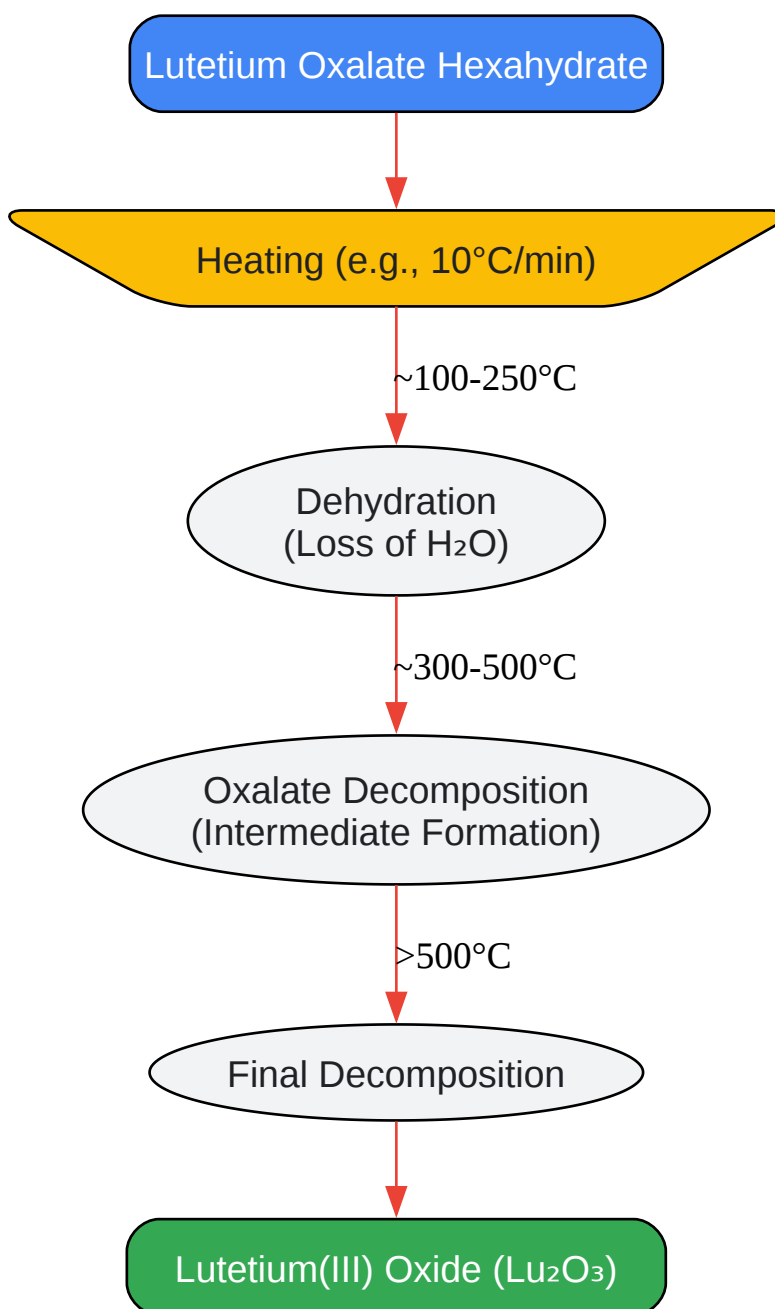 Lutetium Oxalate Hexahydrate
Heating (e.g., 10°C/min)
~100-250°C
Dehydration
(Loss of H₂O)
~300-500°C
Oxalate Decomposition
(Intermediate Formation)
>500°C
Final Decomposition
Lutetium(III) Oxide (Lu₂O₃)